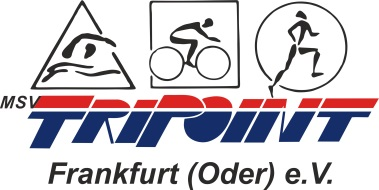 MSV TRIPOINT
Frankfurt (Oder) e.V.